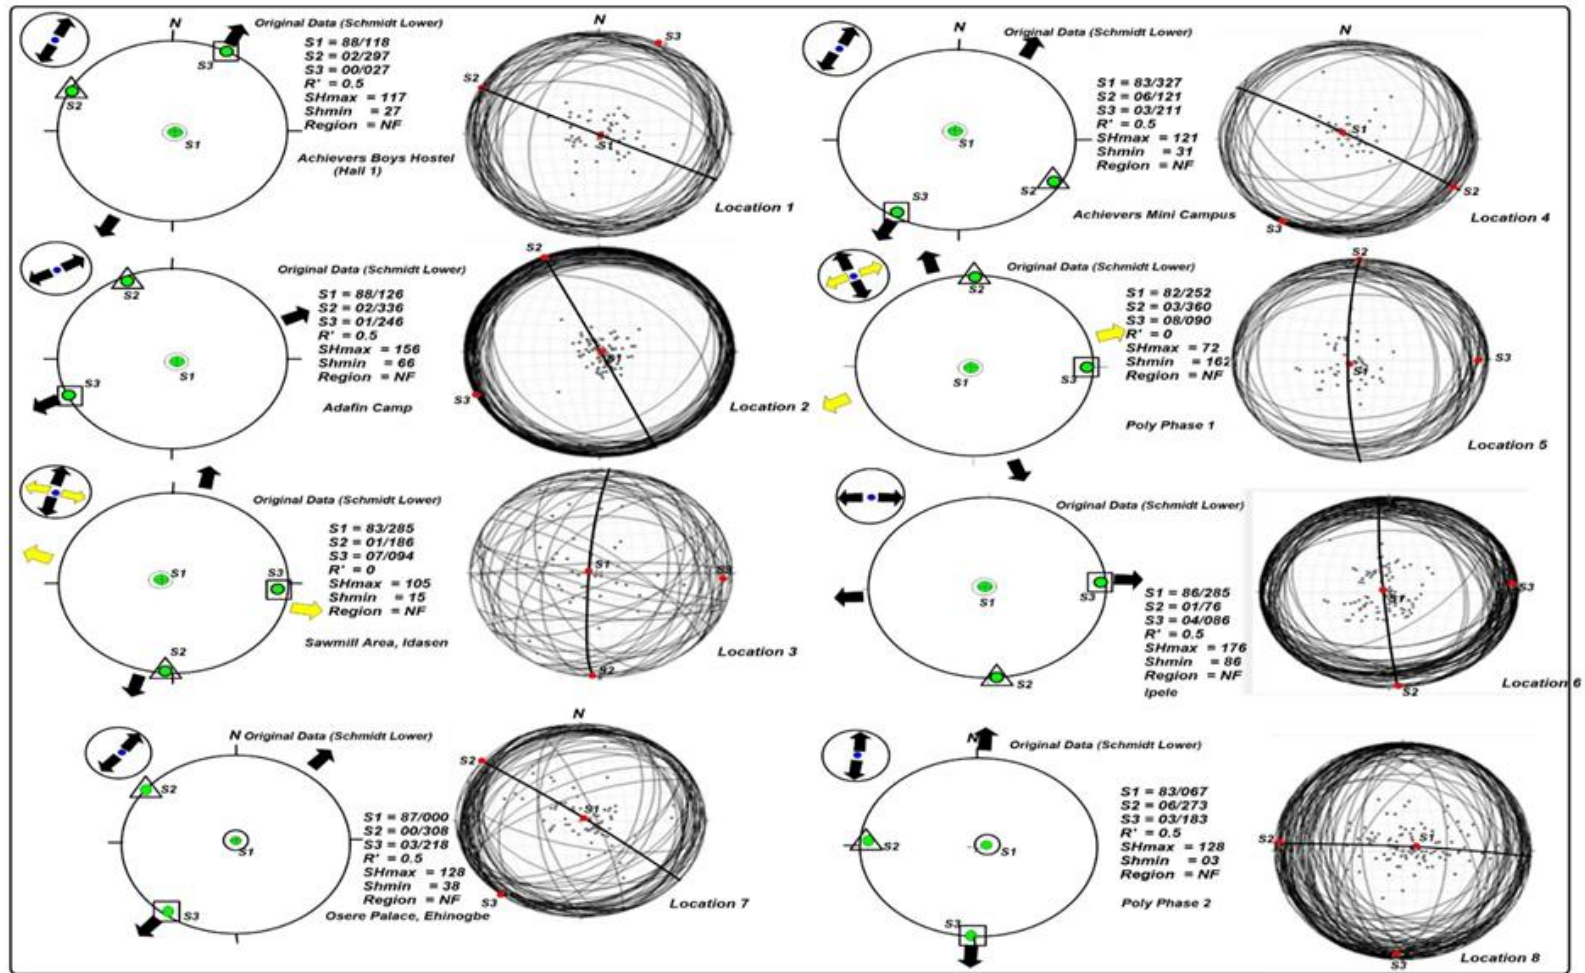 N
Original Data (Schmidt Lower)
S1 = 88/118
S2 = 02/297
S3 = 00/027
R' = 0.5
SHmax = 117
Shmin = 27
Region = NF
Achievers Boys Hostel
(Hall 1)
S3
S2
S1
N
S3
S2
S1
Location 1
N
Original Data (Schmidt Lower)
S1 = 83/327
S2 = 06/121
S3 = 03/211
R' = 0.5
SHmax = 121
Shmin = 31
Region = NF
Achievers Mini Campus
S1
S2
S3
N
S1
S2
S3
Location 4
Original Data (Schmidt Lower)
S1 = 88/126
S2 = 02/336
S3 = 01/246
R' = 0.5
SHmax = 156
Shmin = 66
Region = NF
Adafin Camp
S2
S3
S1
S2
S1
S3
Location 2
Original Data (Schmidt Lower)
S1 = 82/252
S2 = 03/360
S3 = 08/090
R' = 0
SHmax = 72
Shmin = 162
Region = NF
Poly Phase 1
S2
S3
S1
S2
S3
S1
Location 5
Original Data (Schmidt Lower)
S1 = 83/285
S2 = 01/186
S3 = 07/094
R' = 0
SHmax = 105
Shmin = 15
Region = NF
Sawmill Area, Idasen
S1
S3
S2
S1
S3
S2
Location 3
Original Data (Schmidt Lower)
S1 = 86/285
S2 = 01/76
S3 = 04/086
R' = 0.5
SHmax = 176
Shmin = 86
Region = NF
Ipele
S3
S1
S2
S3
S1
S2
Location 6
N
Original Data (Schmidt Lower)
S1 = 87/000
S2 = 00/308
S3 = 03/218
R' = 0.5
SHmax = 128
Shmin = 38
Region = NF
Osere Palace, Ehinogbe
S2
S1
S3
N
S2
S1
S3
Location 7
N
Original Data (Schmidt Lower)
S1 = 83/067
S2 = 06/273
S3 = 03/183
R' = 0.5
SHmax = 128
Shmin = 03
Region = NF
Poly Phase 2
S2
S1
S3
S2
S1
S3
Location 8